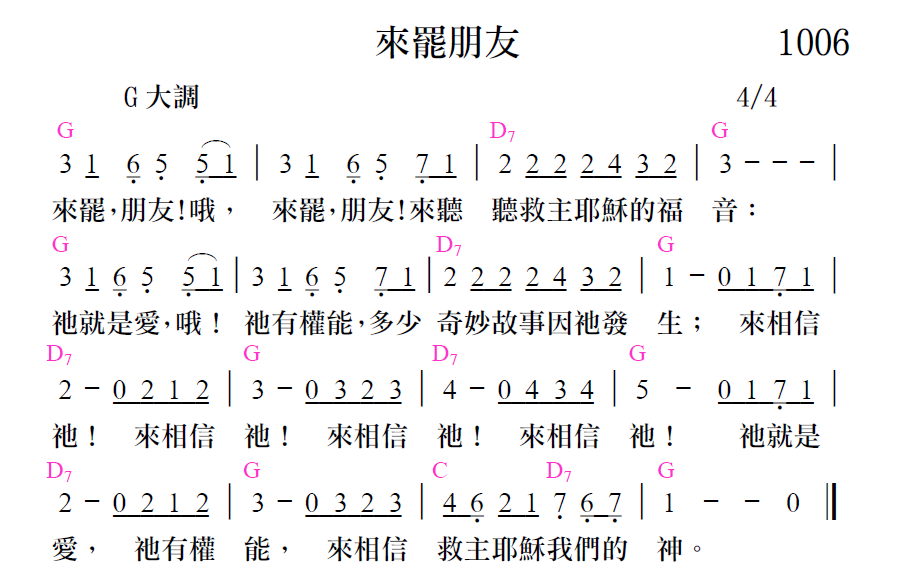 來罷朋友 1006
G 大調 4/4
G D7 G
3 1 6 5 5 1 | 3 1 6 5 7 1 | 2 2 2 2 4 3 2 | 3 - - - |
來罷,朋友!哦, 來罷,朋友!來聽 聽救主耶穌的福 音:
G D7 G
3 1 6 5 5 1 | 3 1 6 5 7 1 | 2 2 2 2 4 3 2 | 1 - 0 1 7 1 |
祂就是愛,哦! 祂有權能,多少 奇妙故事因祂發 生; 來相信
D7 G D7 G
2 - 0 2 1 2 | 3 - 0 3 2 3 | 4 - 0 4 3 4 | 5 - 0 1 7 1 |
祂! 來相信 祂! 來相信 祂! 來相信 祂! 祂就是
D7 G C D7 G
2 - 0 2 1 2 | 3 - 0 3 2 3 | 4 6 2 1 7 6 7 | 1 - - 0 ‖
愛, 祂有權 能, 來相信 救主耶穌我們的 神。